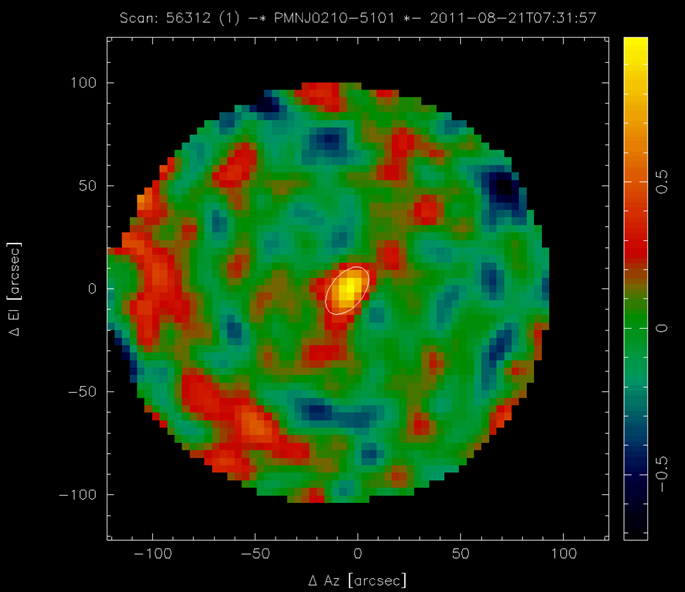 Scan: 56312 (1) -* PMNJ0210-5101 *- 2011-08-21T07:31:57
100
50
0
-50
-100
Δ El [arcsec]
-100 -50 0 50 100
Δ Az [arcsec]
0.5
0
-0.5